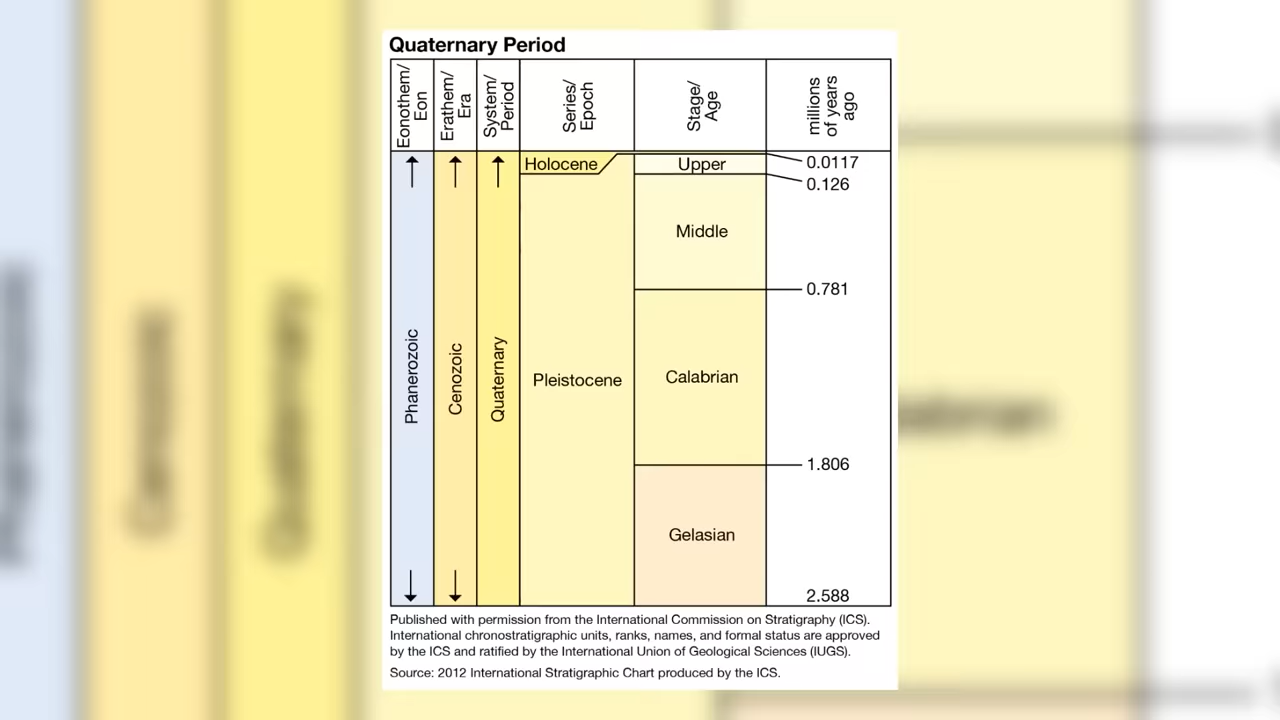 Quaternary Period
Eonothem/
Eon
Erathem/
Era
System/
Period
Series/
Epoch
Stage/
Age
millions
of years
ago
Phanerozoic
Cenozoic
Quaternary
Holocene
Pleistocene
Upper
Middle
Calabrian
Gelasian
0.0117
0.126
0.781
1.806
2.588
Published with permission from the International Commission on Stratigraphy (ICS).
International chronostratigraphic units, ranks, names, and formal status are approved
by the ICS and ratified by the International Union of Geological Sciences (IUGS).
Source: 2012 International Stratigraphic Chart produced by the ICS.